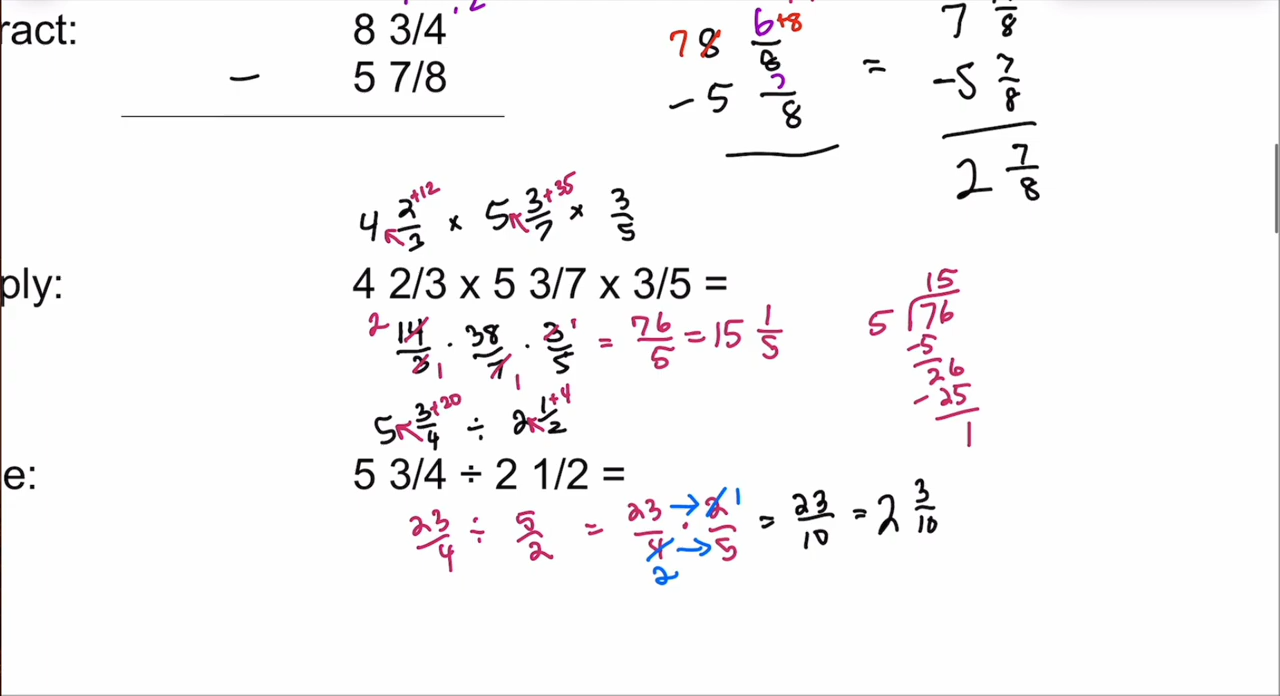 ract: 8 3/4
- 5 7/8
7 8 6/8 +8
- 5 7/8
=
7 /8
-5 7/8
2 7/8
4 2/3 +12 × 5 3/7 +35 × 3/5
ply: 4 2/3 x 5 3/7 x 3/5 =
2 14/3 1 · 38/7 1 · 3/5 1 = 76/5 = 15 1/5
15
5 76
-5
26
-25
1
5 3/4 +20 ÷ 2 1/2 +4
e: 5 3/4 ÷ 2 1/2 =
23/4 ÷ 5/2 = 23/4 → · → 2/5 1 = 23/10 = 2 3/10
2